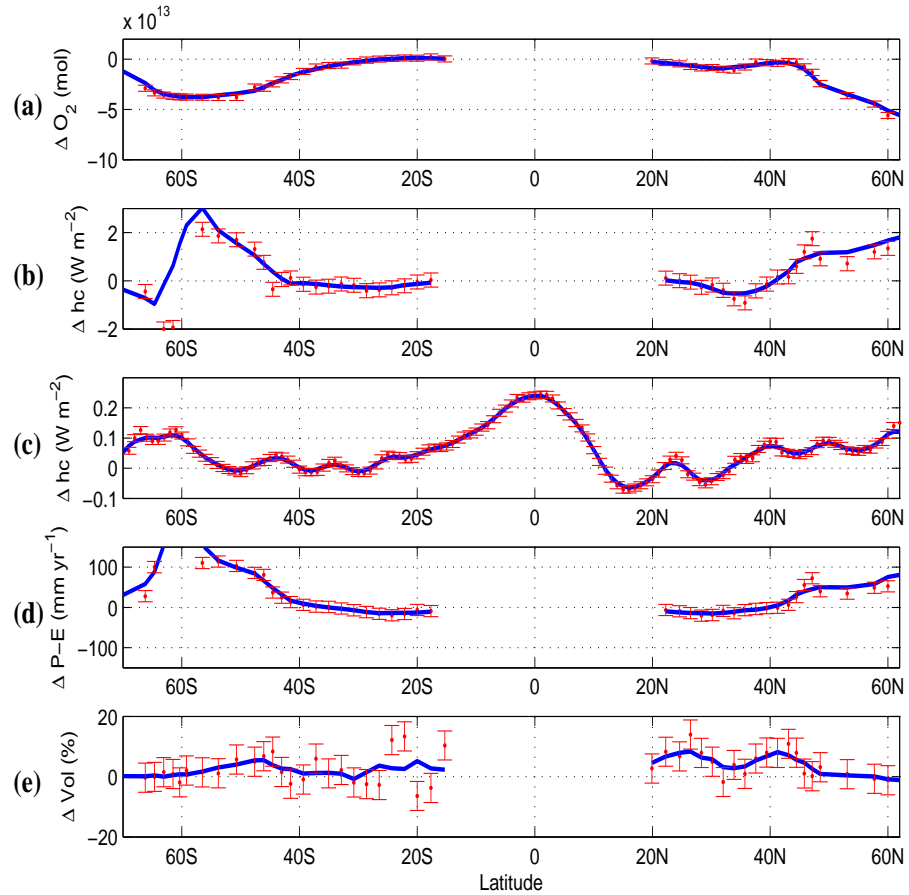 x 10^13
(a)
Δ O_2 (mol)
0
−5
−10
60S 40S 20S 0 20N 40N 60N
(b)
Δ hc (W m^−2)
2
0
−2
60S 40S 20S 0 20N 40N 60N
(c)
Δ hc (W m^−2)
0.2
0.1
0
−0.1
60S 40S 20S 0 20N 40N 60N
(d)
Δ P−E (mm yr^−1)
100
0
−100
60S 40S 20S 0 20N 40N 60N
(e)
Δ Vol (%)
20
0
−20
60S 40S 20S 0 20N 40N 60N
Latitude